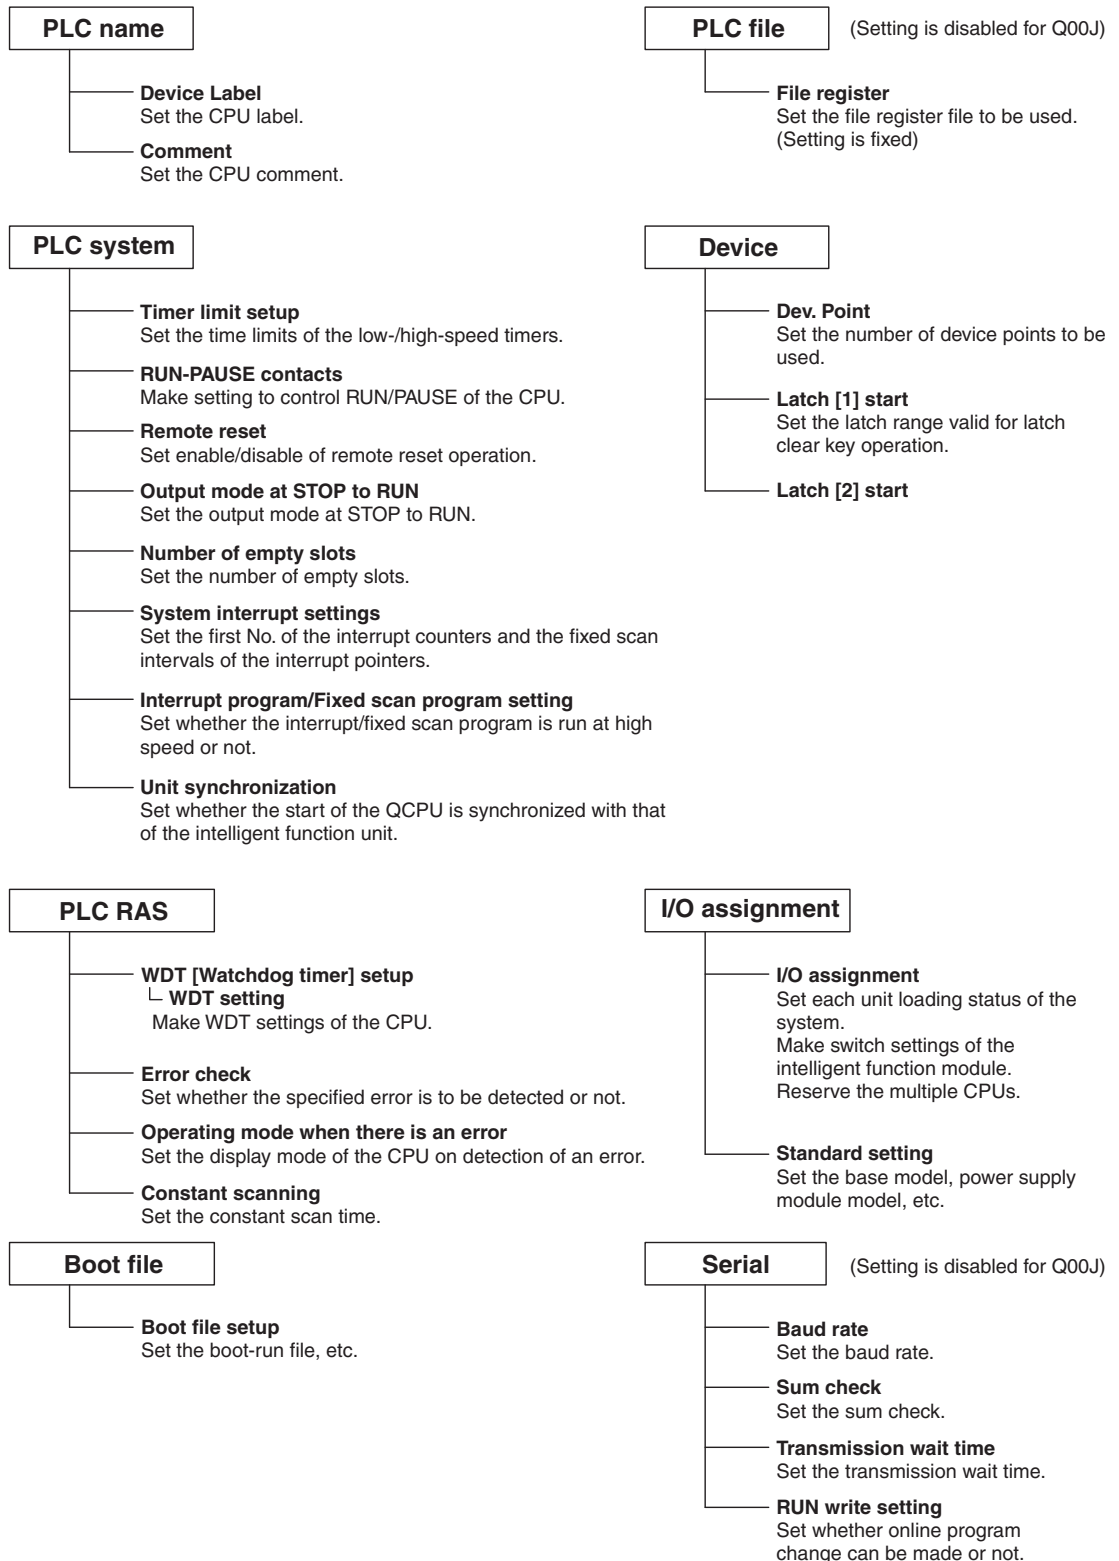 PLC name
Device Label
Set the CPU label.
Comment
Set the CPU comment.
PLC file
(Setting is disabled for Q00J)
File register
Set the file register file to be used.
(Setting is fixed)
PLC system
Timer limit setup
Set the time limits of the low-/high-speed timers.
RUN-PAUSE contacts
Make setting to control RUN/PAUSE of the CPU.
Remote reset
Set enable/disable of remote reset operation.
Output mode at STOP to RUN
Set the output mode at STOP to RUN.
Number of empty slots
Set the number of empty slots.
System interrupt settings
Set the first No. of the interrupt counters and the fixed scan
intervals of the interrupt pointers.
Interrupt program/Fixed scan program setting
Set whether the interrupt/fixed scan program is run at high
speed or not.
Unit synchronization
Set whether the start of the QCPU is synchronized with that
of the intelligent function unit.
Device
Dev. Point
Set the number of device points to be
used.
Latch [1] start
Set the latch range valid for latch
clear key operation.
Latch [2] start
PLC RAS
WDT [Watchdog timer] setup
WDT setting
Make WDT settings of the CPU.
Error check
Set whether the specified error is to be detected or not.
Operating mode when there is an error
Set the display mode of the CPU on detection of an error.
Constant scanning
Set the constant scan time.
I/O assignment
I/O assignment
Set each unit loading status of the
system.
Make switch settings of the
intelligent function module.
Reserve the multiple CPUs.
Standard setting
Set the base model, power supply
module model, etc.
Boot file
Boot file setup
Set the boot-run file, etc.
Serial
(Setting is disabled for Q00J)
Baud rate
Set the baud rate.
Sum check
Set the sum check.
Transmission wait time
Set the transmission wait time.
RUN write setting
Set whether online program
change can be made or not.